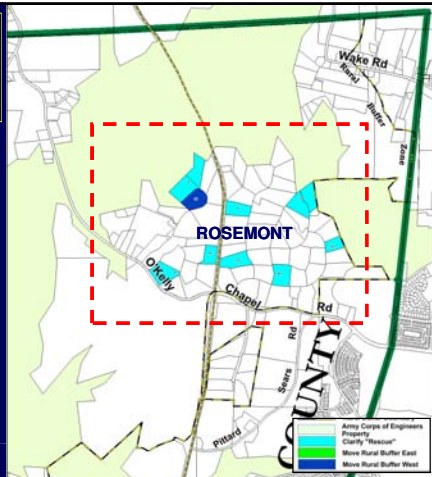 Wake Rd
Rural
Buffer
Zone
ROSEMONT
O'Kelly
Chapel
Rd
Sears Rd
Pittard
COUNTY
Army Corps of Engineers
Property
Clarify "Rescue"
Move Rural Buffer East
Move Rural Buffer West